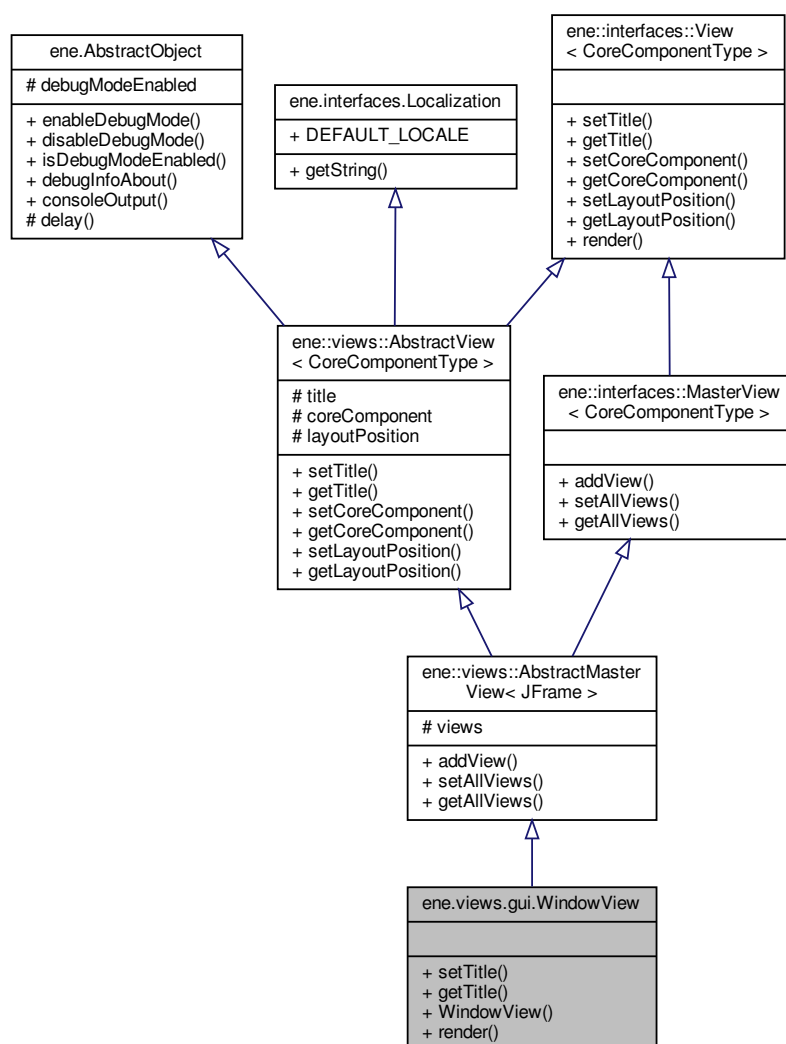 ene.AbstractObject
# debugModeEnabled
+ enableDebugMode()
+ disableDebugMode()
+ isDebugModeEnabled()
+ debugInfoAbout()
+ consoleOutput()
# delay()
ene.interfaces.Localization
+ DEFAULT_LOCALE
+ getString()
ene::interfaces::View
< CoreComponentType >
+ setTitle()
+ getTitle()
+ setCoreComponent()
+ getCoreComponent()
+ setLayoutPosition()
+ getLayoutPosition()
+ render()
ene::views::AbstractView
< CoreComponentType >
# title
# coreComponent
# layoutPosition
+ setTitle()
+ getTitle()
+ setCoreComponent()
+ getCoreComponent()
+ setLayoutPosition()
+ getLayoutPosition()
ene::interfaces::MasterView
< CoreComponentType >
+ addView()
+ setAllViews()
+ getAllViews()
ene::views::AbstractMaster
View< JFrame >
# views
+ addView()
+ setAllViews()
+ getAllViews()
ene.views.gui.WindowView
+ setTitle()
+ getTitle()
+ WindowView()
+ render()